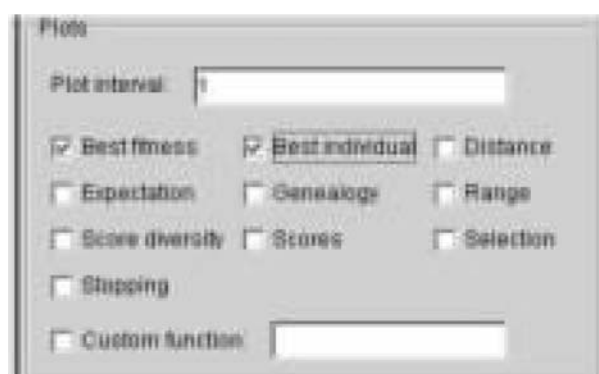 Plots
Plot interval: 1
Best fitness Best individual Distance
Expectation Genealogy Range
Score diversity Scores Selection
Stopping
Custom function: